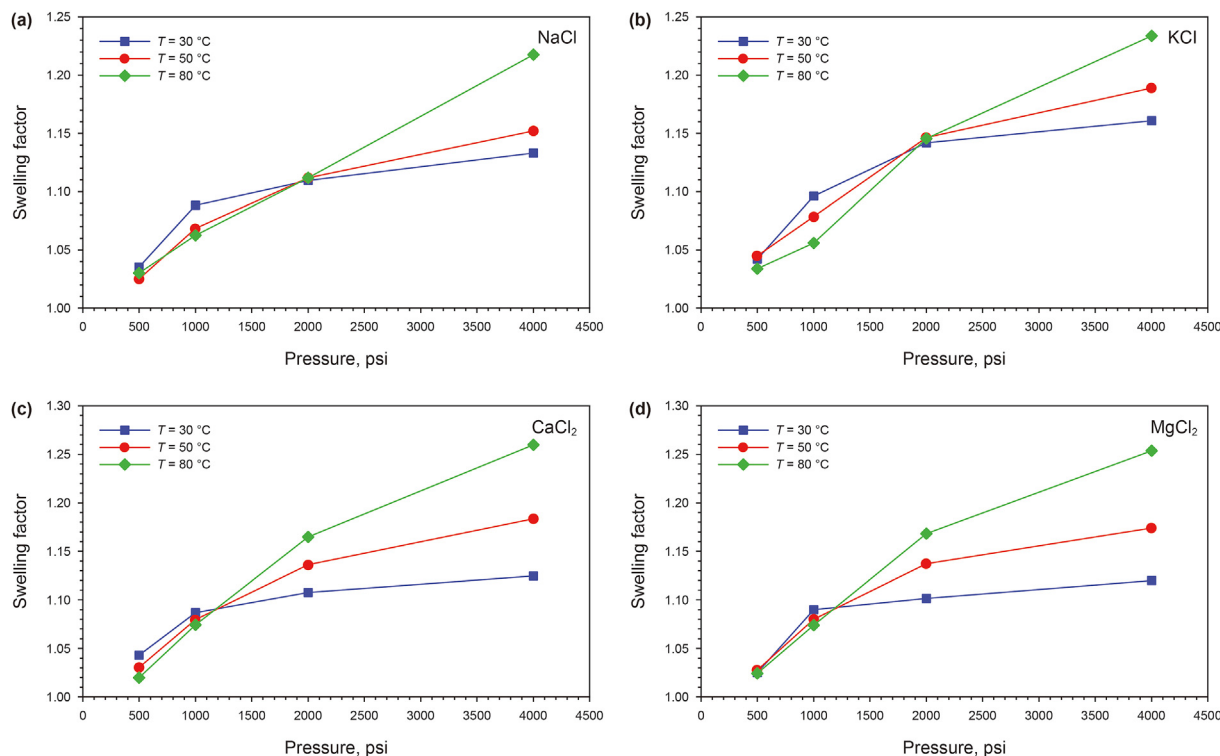 (a)
NaCl
T = 30 °C
T = 50 °C
T = 80 °C
Swelling factor
1.25
1.20
1.15
1.10
1.05
1.00
0 500 1000 1500 2000 2500 3000 3500 4000 4500
Pressure, psi
(b)
KCl
T = 30 °C
T = 50 °C
T = 80 °C
Swelling factor
1.25
1.20
1.15
1.10
1.05
1.00
0 500 1000 1500 2000 2500 3000 3500 4000 4500
Pressure, psi
(c)
CaCl₂
T = 30 °C
T = 50 °C
T = 80 °C
Swelling factor
1.30
1.25
1.20
1.15
1.10
1.05
1.00
0 500 1000 1500 2000 2500 3000 3500 4000 4500
Pressure, psi
(d)
MgCl₂
T = 30 °C
T = 50 °C
T = 80 °C
Swelling factor
1.30
1.25
1.20
1.15
1.10
1.05
1.00
0 500 1000 1500 2000 2500 3000 3500 4000 4500
Pressure, psi